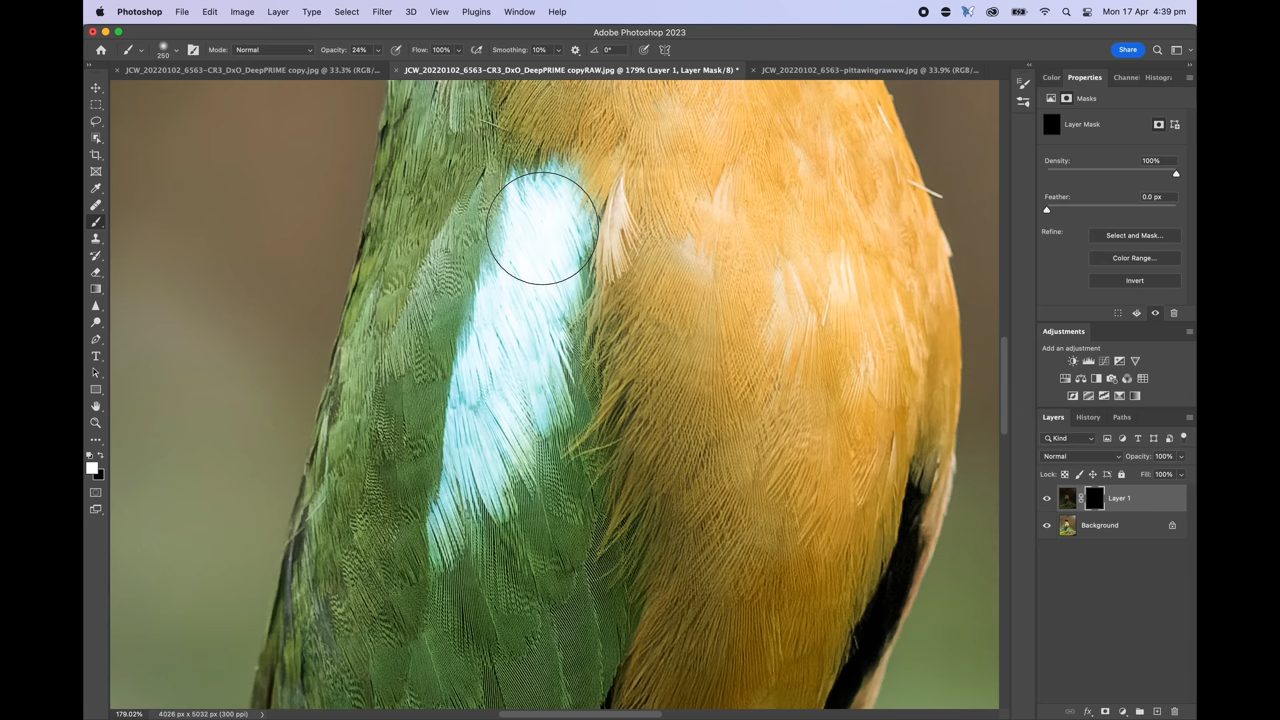 Photoshop File Edit Image Layer Type Select Filter 3D View Plugins Window Help Mon 17 Apr 4:39 pm
Adobe Photoshop 2023
250 Mode: Normal Opacity: 24% Flow: 100% Smoothing: 10% 0° Share
JCW_20220102_6563-CR3_DxO_DeepPRIME copy.jpg @ 33.3% (RGB/... JCW_20220102_6563-CR3_DxO_DeepPRIME copyRAW.jpg @ 179% (Layer 1, Layer Mask/8) * JCW_20220102_6563-pittawingrawww.jpg @ 33.9% (RGB/...
Color Properties Channel Histogr
Masks
Layer Mask
Density: 100%
Feather: 0.0 px
Refine: Select and Mask...
Color Range...
Invert
Adjustments
Add an adjustment
Layers History Paths
Kind
Normal Opacity: 100%
Lock: Fill: 100%
Layer 1
Background
fx
179.02% 4026 px x 5032 px (300 ppi)